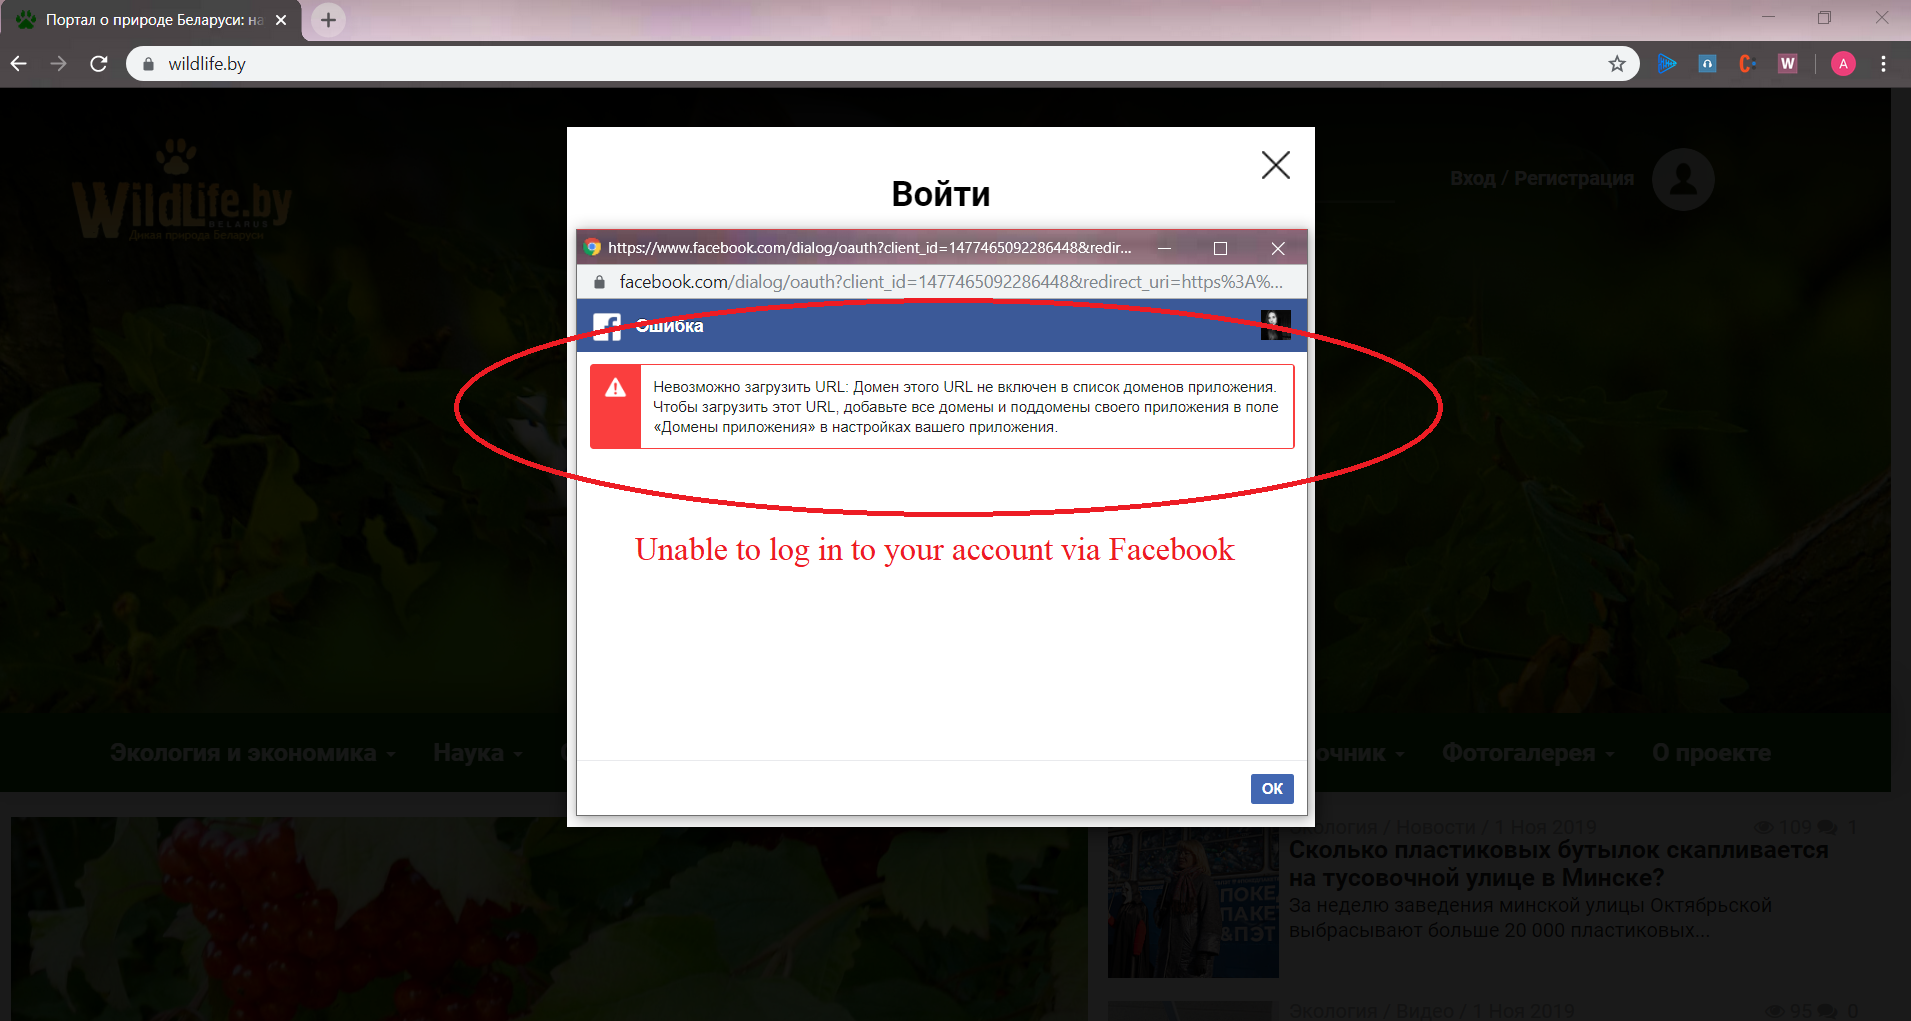 Портал о природе Беларуси: на
wildlife.by
WildLife.by
BELARUS
Дикая природа Беларуси
Вход / Регистрация
Войти
https://www.facebook.com/dialog/oauth?client_id=1477465092286448&redir...
facebook.com/dialog/oauth?client_id=1477465092286448&redirect_uri=https%3A%...
Ошибка
Невозможно загрузить URL: Домен этого URL не включен в список доменов приложения.
Чтобы загрузить этот URL, добавьте все домены и поддомены своего приложения в поле
«Домены приложения» в настройках вашего приложения.
Unable to log in to your account via Facebook
Экология и экономика
Наука
очник
Фотогалерея
О проекте
OK
Экология / Новости / 1 Ноя 2019
109
1
Сколько пластиковых бутылок скапливается
на тусовочной улице в Минске?
За неделю заведения минской улицы Октябрьской
выбрасывают больше 20 000 пластиковых...
ПОКЕ
ПАКЕ
&ПЭТ
Экология / Видео / 1 Ноя 2019
95
0